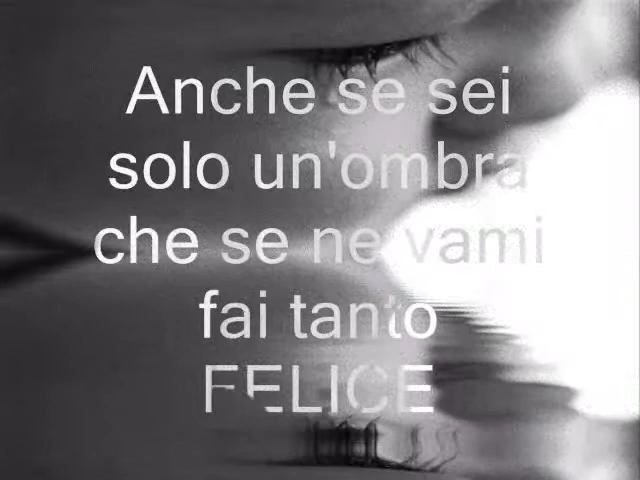 Anche se sei
solo un'ombra
che se ne vami
fai tanto
FELICE